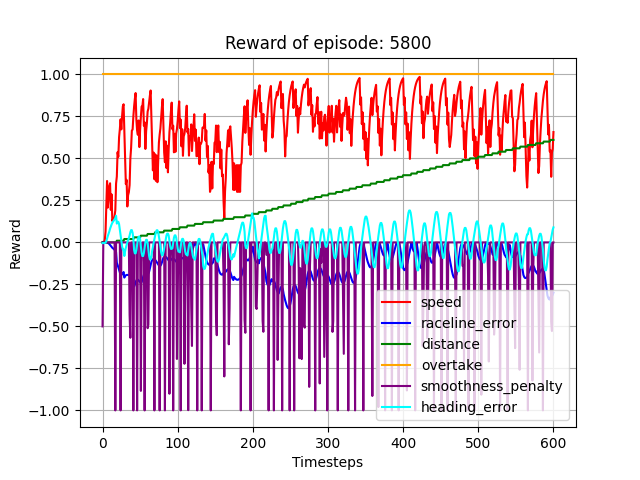 Reward of episode: 5800
1.00
0.75
0.50
0.25
0.00
−0.25
−0.50
−0.75
−1.00
Reward
speed
raceline_error
distance
overtake
smoothness_penalty
heading_error
0 100 200 300 400 500 600
Timesteps